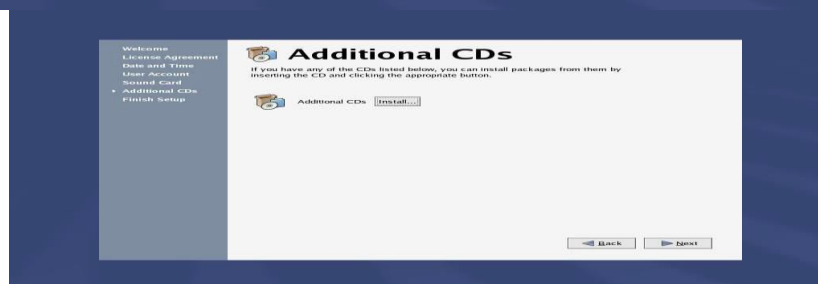 Welcome
License Agreement
Date and Time
User Account
Sound Card
Additional CDs
Finish Setup
Additional CDs
If you have any of the CDs listed below, you can install packages from them by
inserting the CD and clicking the appropriate button.
Additional CDs Install...
Back Next